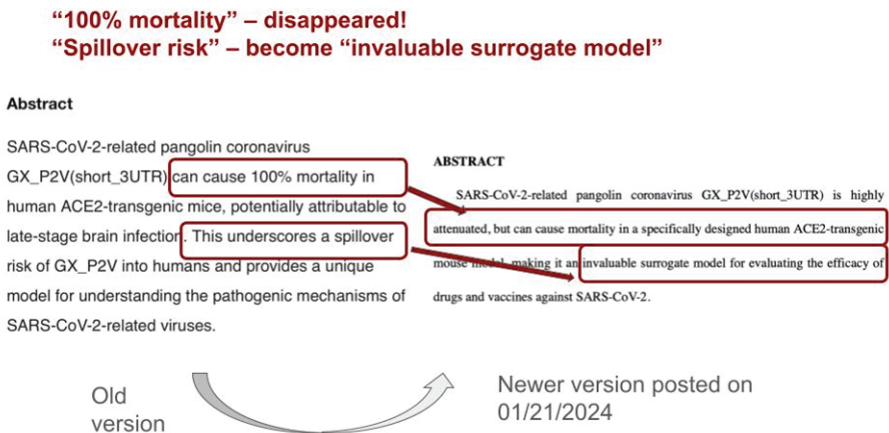 “100% mortality” – disappeared!
“Spillover risk” – become “invaluable surrogate model”
Abstract
SARS-CoV-2-related pangolin coronavirus
GX_P2V(short_3UTR) can cause 100% mortality in
human ACE2-transgenic mice, potentially attributable to
late-stage brain infection. This underscores a spillover
risk of GX_P2V into humans and provides a unique
model for understanding the pathogenic mechanisms of
SARS-CoV-2-related viruses.
ABSTRACT
SARS-CoV-2-related pangolin coronavirus GX_P2V(short_3UTR) is highly
attenuated, but can cause mortality in a specifically designed human ACE2-transgenic
mouse model, making it an invaluable surrogate model for evaluating the efficacy of
drugs and vaccines against SARS-CoV-2.
Old
version
Newer version posted on
01/21/2024